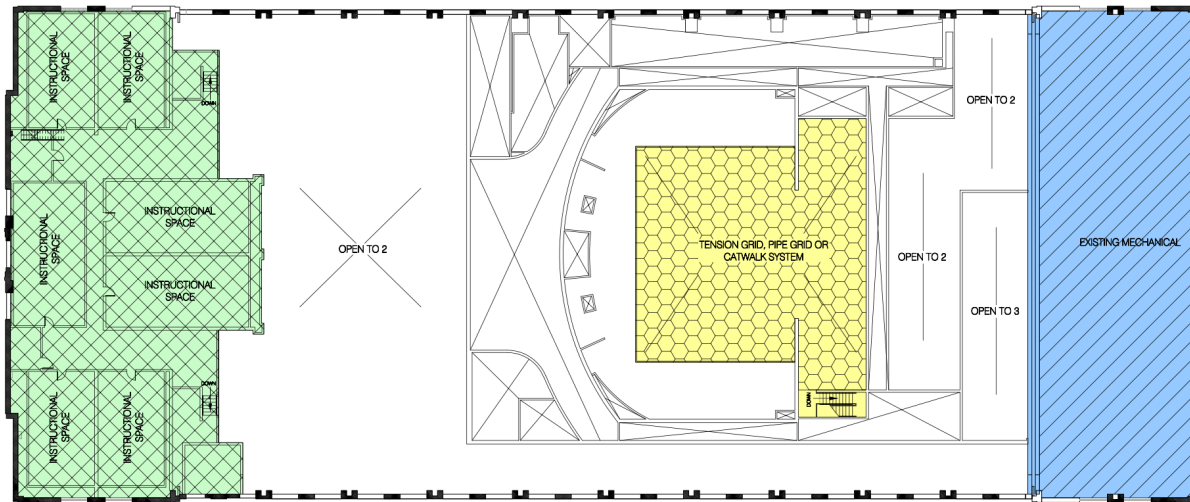 INSTRUCTIONAL
SPACE
INSTRUCTIONAL
SPACE
DOWN
INSTRUCTIONAL
SPACE
INSTRUCTIONAL
SPACE
INSTRUCTIONAL
SPACE
DOWN
INSTRUCTIONAL
SPACE
INSTRUCTIONAL
SPACE
OPEN TO 2
TENSION GRID, PIPE GRID OR
CATWALK SYSTEM
DOWN
OPEN TO 2
OPEN TO 2
OPEN TO 3
EXISTING MECHANICAL